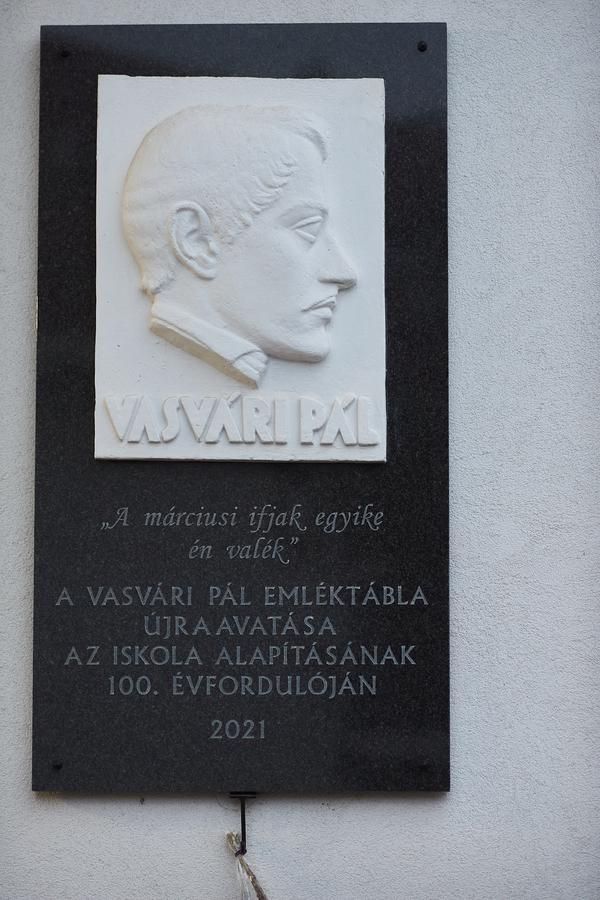 VASVÁRI PÁL
„A márciusi ifjak egyike
én valék”
A VASVÁRI PÁL EMLÉKTÁBLA
ÚJRAAVATÁSA
AZ ISKOLA ALAPÍTÁSÁNAK
100. ÉVFORDULÓJÁN
2021